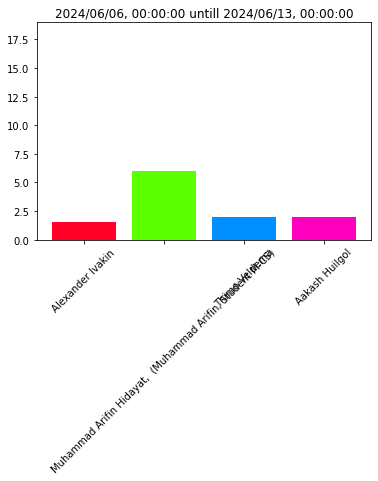 2024/06/06, 00:00:00 untill 2024/06/13, 00:00:00
17.5
15.0
12.5
10.0
7.5
5.0
2.5
0.0
Alexander Ivakin
Muhammad Arifin Hidayat, (Muhammad Arifin, Student M-CS)
Aakash Huilgol